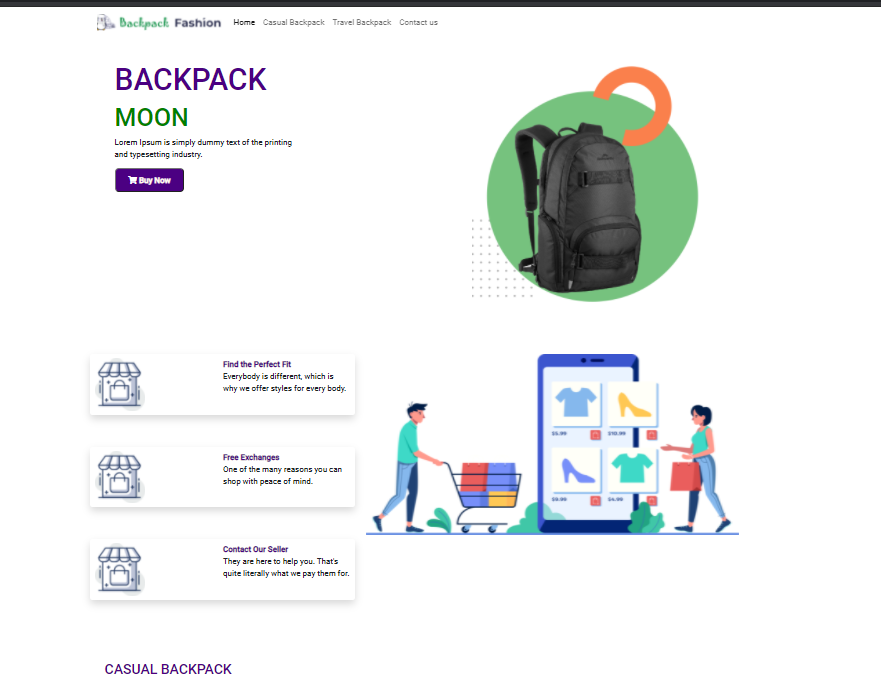 Backpack Fashion Home Casual Backpack Travel Backpack Contact us
BACKPACK
MOON
Lorem Ipsum is simply dummy text of the printing
and typesetting industry.
Buy Now
Find the Perfect Fit
Everybody is different, which is
why we offer styles for every body.
Free Exchanges
One of the many reasons you can
shop with peace of mind.
Contact Our Seller
They are here to help you. That's
quite literally what we pay them for.
$5.99 $10.99
$9.99 $4.99
CASUAL BACKPACK